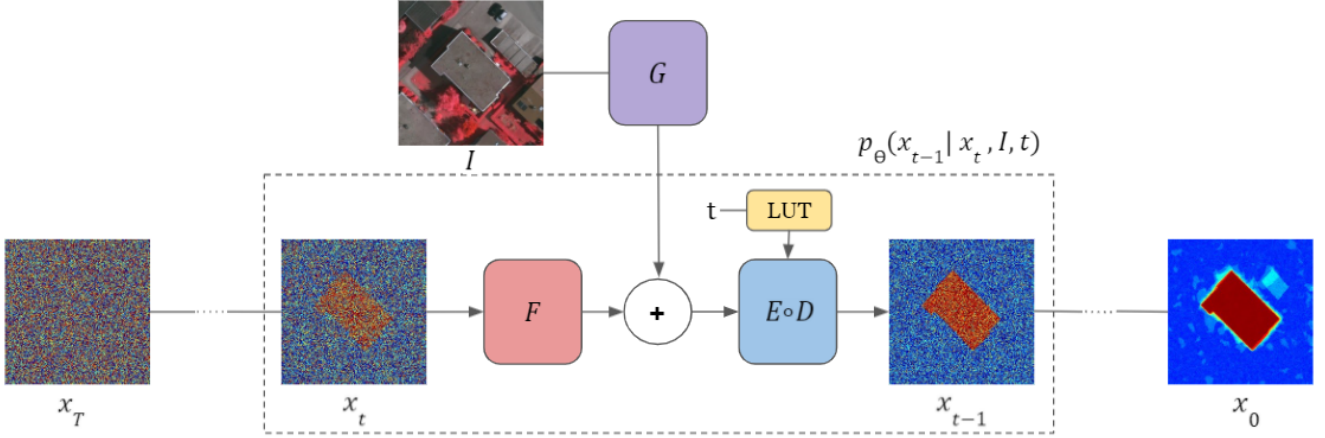 G
I
p_θ(x_{t-1} | x_t, I, t)
t
LUT
F
+
E∘D
x_T
x_t
x_{t-1}
x_0